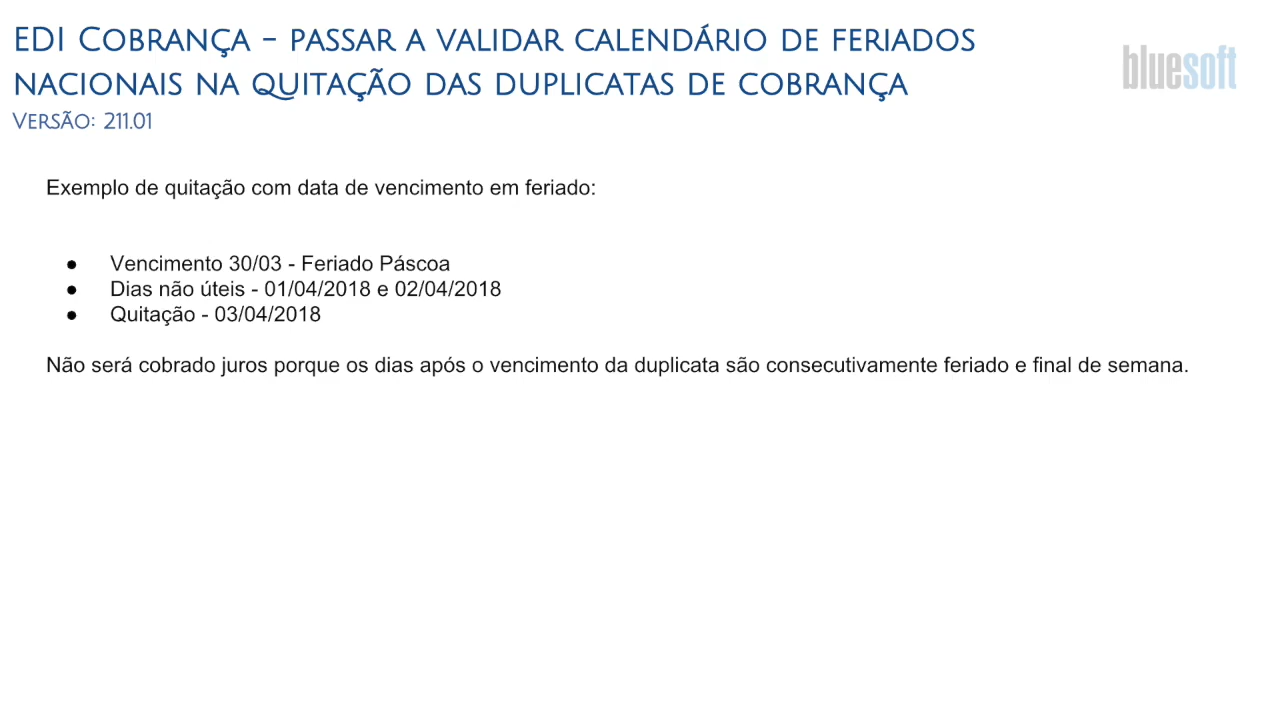 EDI Cobrança - passar a validar calendário de feriados
nacionais na quitação das duplicatas de cobrança
bluesoft
Versão: 211.01
Exemplo de quitação com data de vencimento em feriado:
● Vencimento 30/03 - Feriado Páscoa
● Dias não úteis - 01/04/2018 e 02/04/2018
● Quitação - 03/04/2018
Não será cobrado juros porque os dias após o vencimento da duplicata são consecutivamente feriado e final de semana.